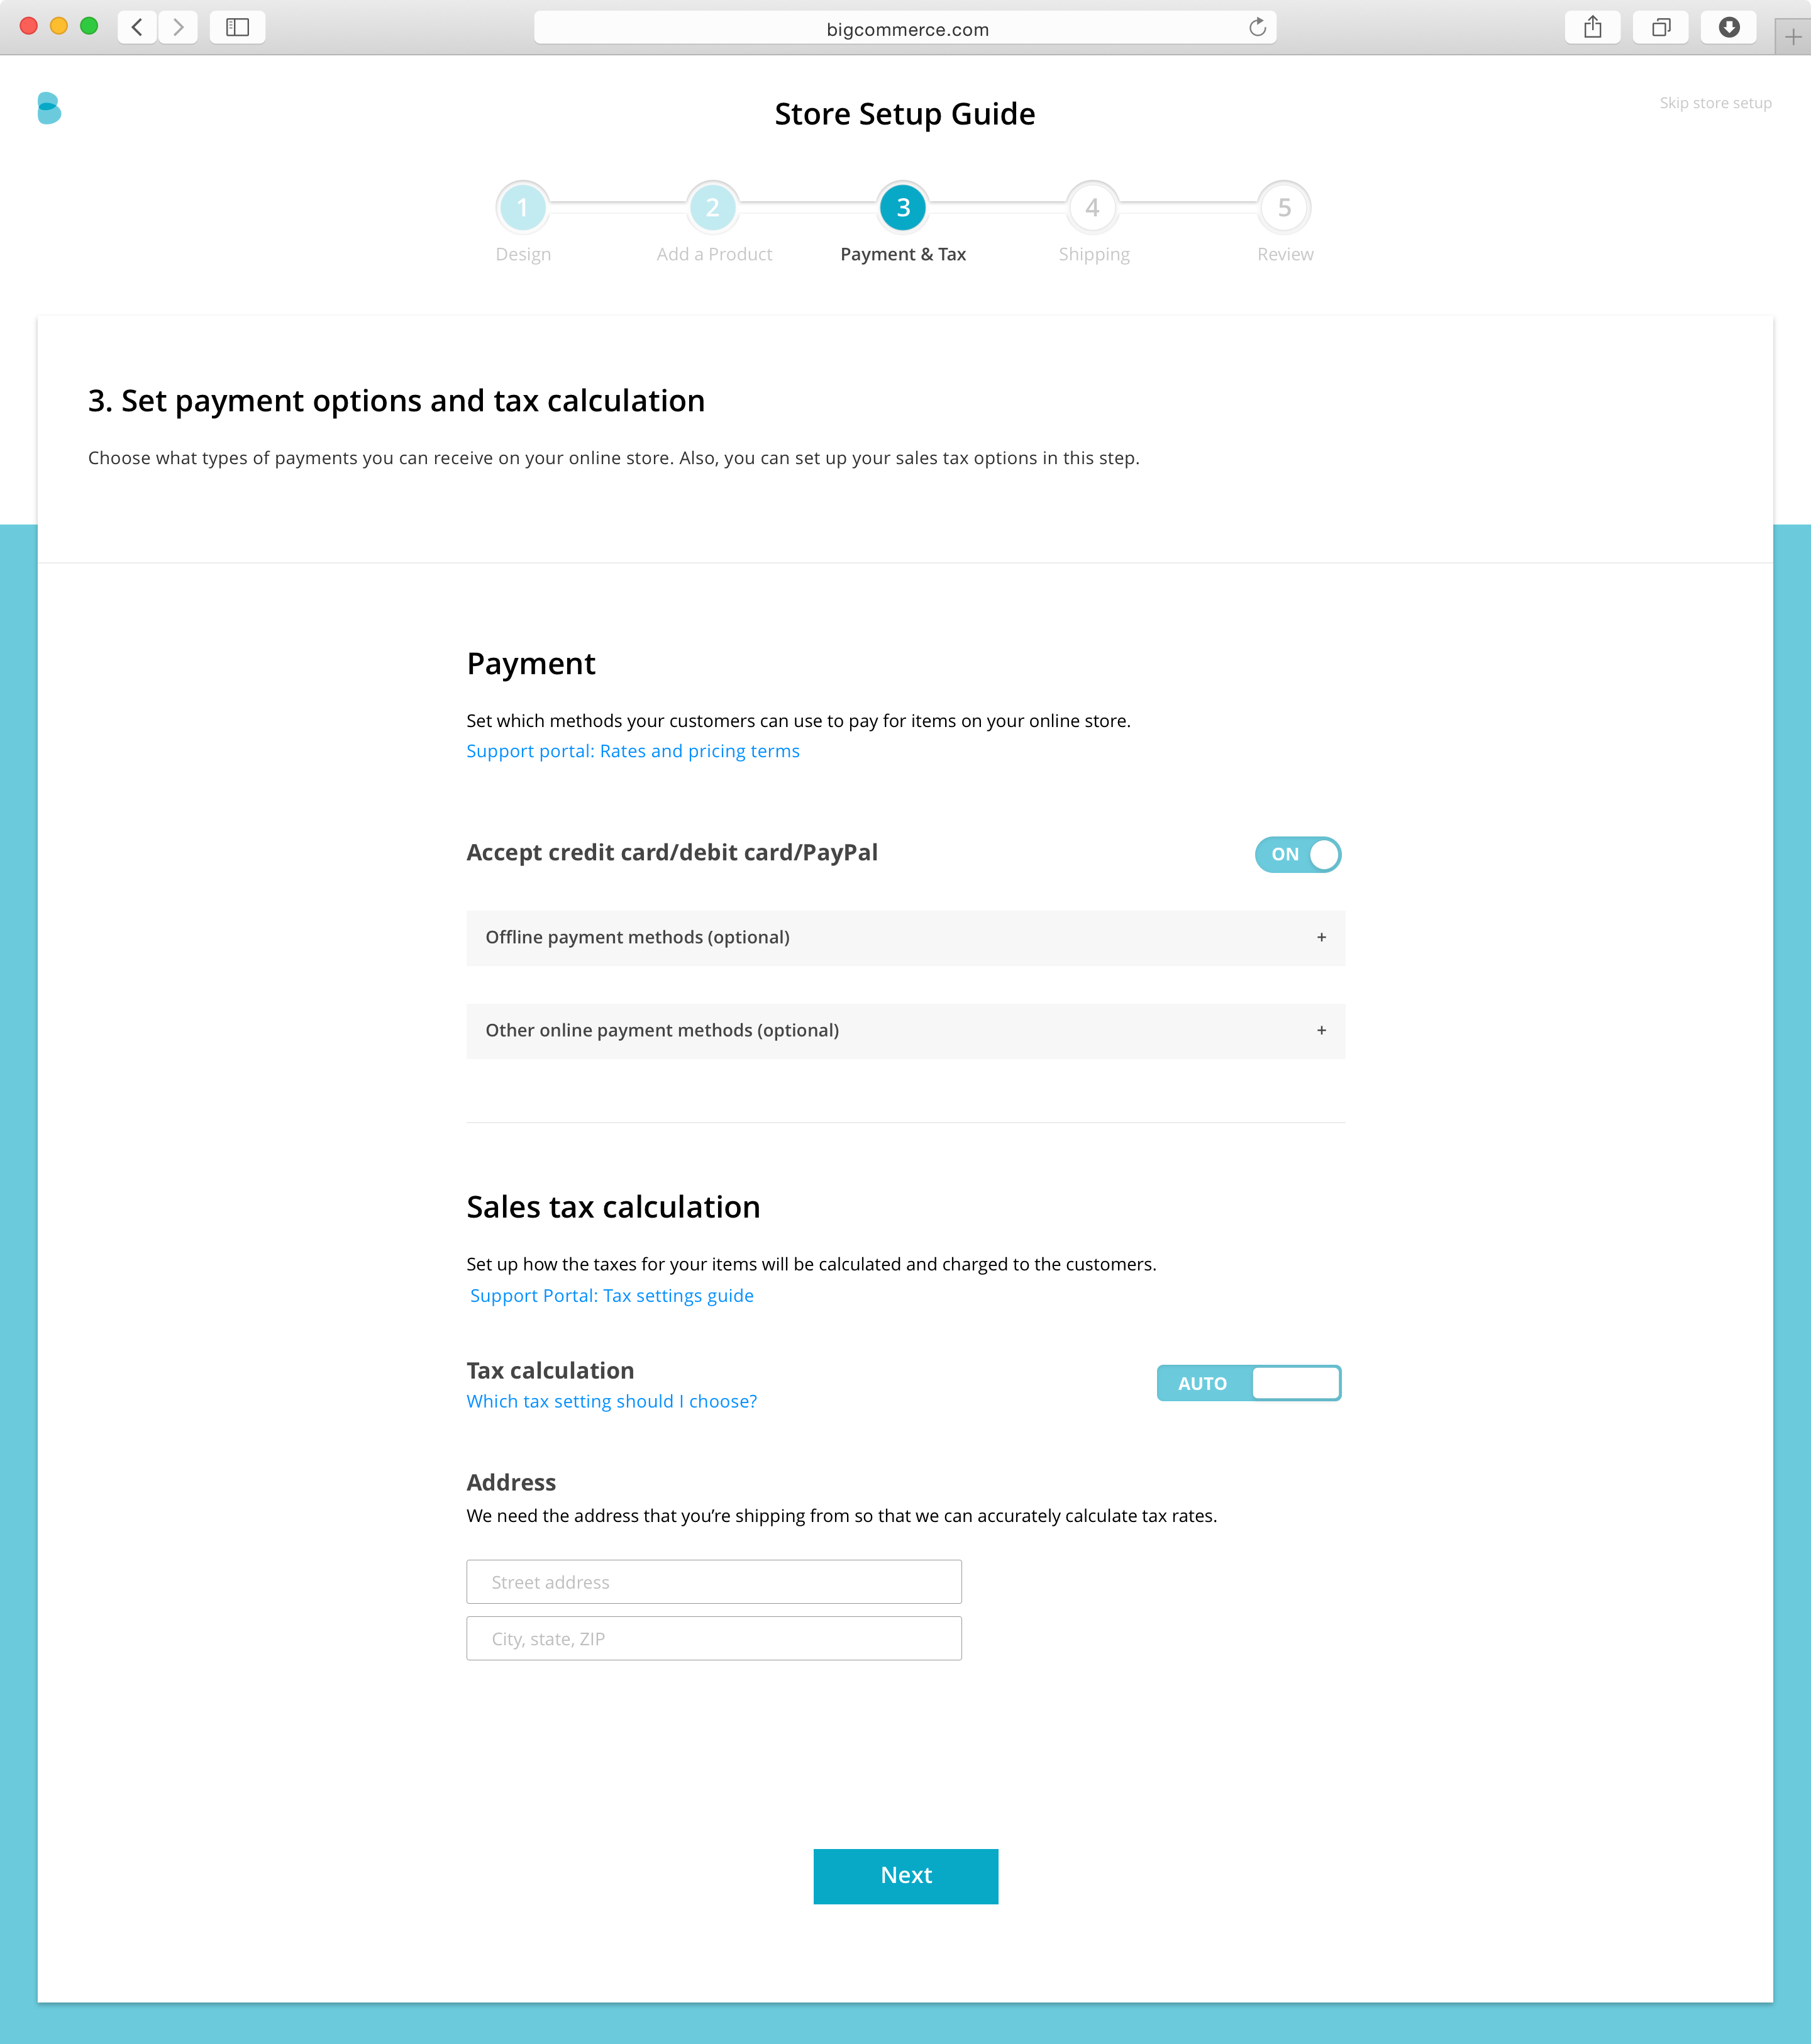 bigcommerce.com
Store Setup Guide
Skip store setup
1
2
3
4
5
Design
Add a Product
Payment & Tax
Shipping
Review
3. Set payment options and tax calculation
Choose what types of payments you can receive on your online store. Also, you can set up your sales tax options in this step.
Payment
Set which methods your customers can use to pay for items on your online store.
Support portal: Rates and pricing terms
Accept credit card/debit card/PayPal
ON
Offline payment methods (optional) +
Other online payment methods (optional) +
Sales tax calculation
Set up how the taxes for your items will be calculated and charged to the customers.
Support Portal: Tax settings guide
Tax calculation
AUTO
Which tax setting should I choose?
Address
We need the address that you’re shipping from so that we can accurately calculate tax rates.
Street address
City, state, ZIP
Next